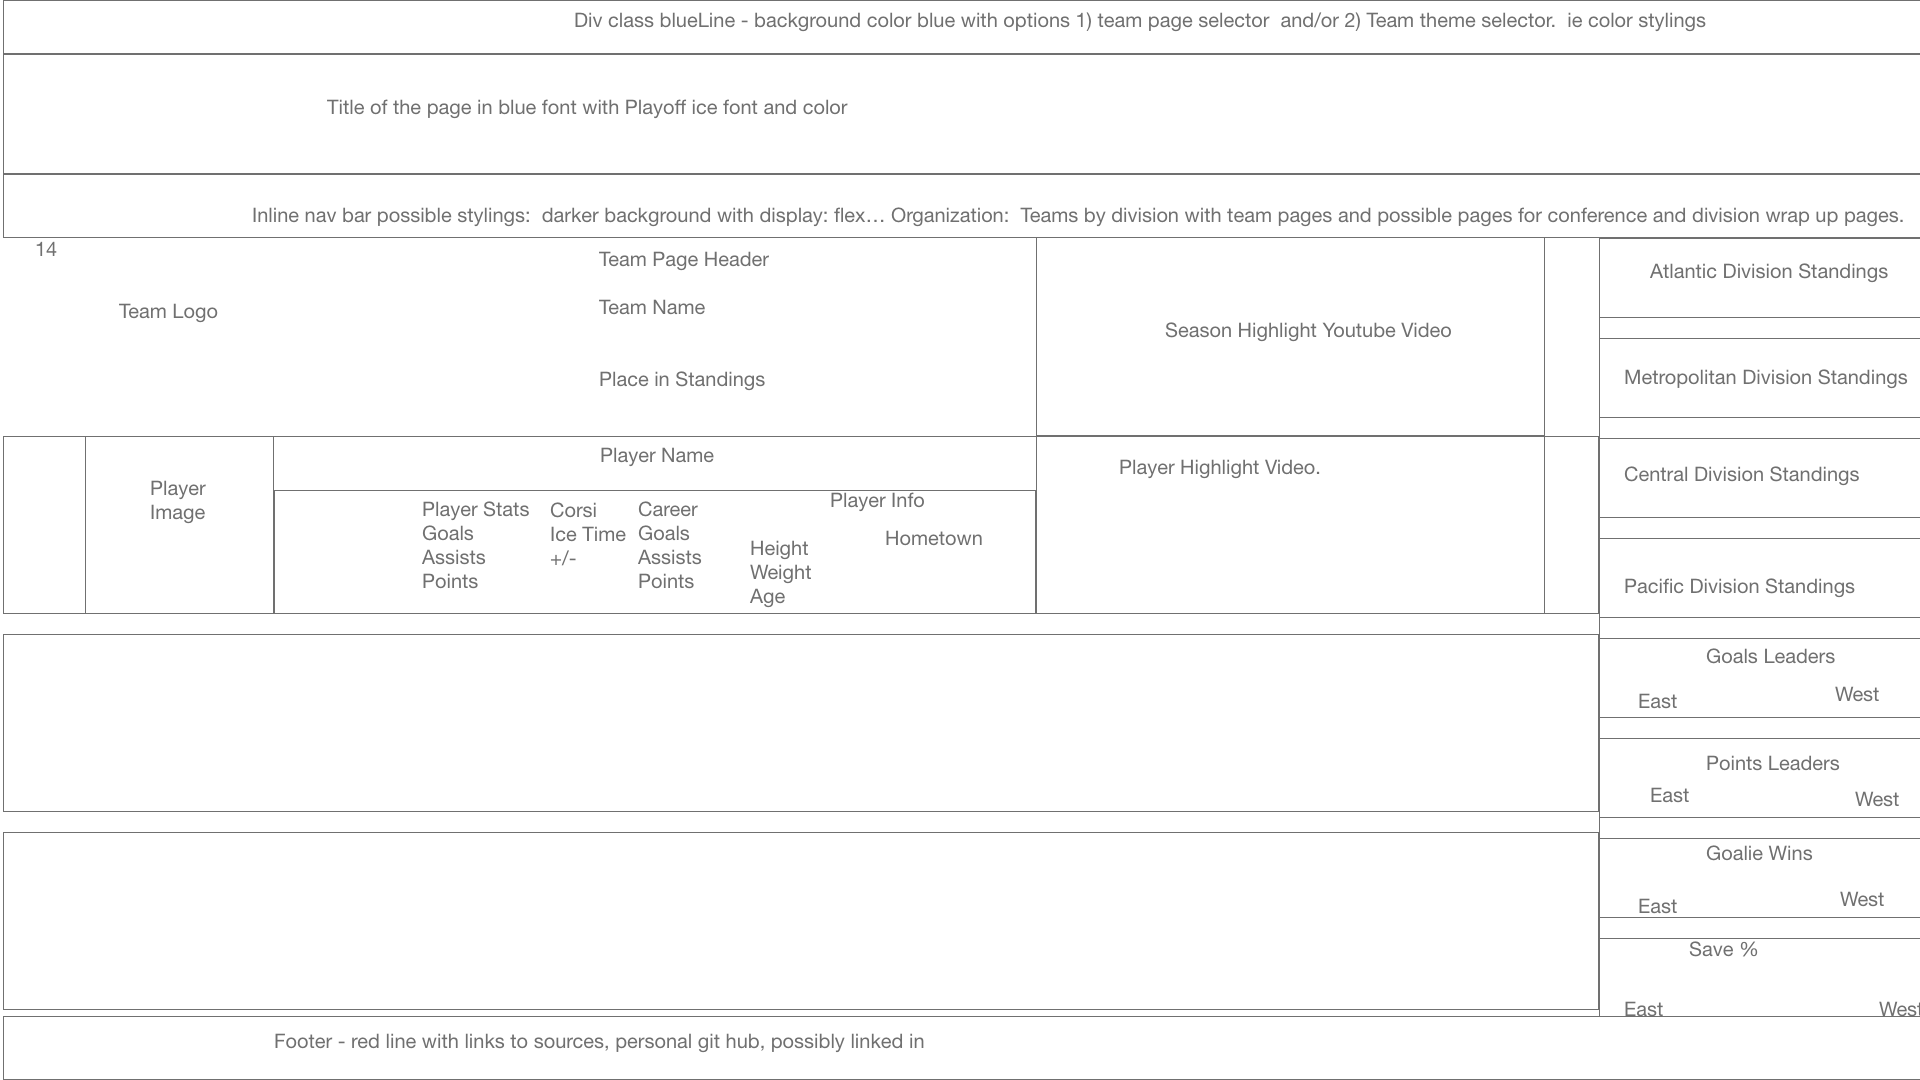 Div class blueLine - background color blue with options 1) team page selector  and/or 2) Team theme selector.  ie color stylings
Title of the page in blue font with Playoff ice font and color
Inline nav bar possible stylings:  darker background with display: flex… Organization:  Teams by division with team pages and possible pages for conference and division wrap up pages.
14
Team Logo
Team Page Header
Team Name
Place in Standings
Season Highlight Youtube Video
Player
Image
Player Name
Player Stats
Goals
Assists
Points
Corsi
Ice Time
+/-
Career
Goals
Assists
Points
Player Info
Height
Weight
Age
Hometown
Player Highlight Video.
Atlantic Division Standings
Metropolitan Division Standings
Central Division Standings
Pacific Division Standings
Goals Leaders
East
West
Points Leaders
East
West
Goalie Wins
East
West
Save %
East
West
Footer - red line with links to sources, personal git hub, possibly linked in